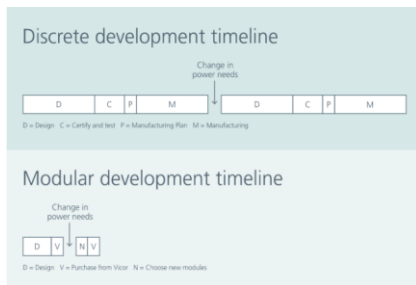 Discrete development timeline
Change in
power needs
D C P M D C P M
D = Design C = Certify and test P = Manufacturing Plan M = Manufacturing
Modular development timeline
Change in
power needs
D V N V
D = Design V = Purchase from Vicor N = Choose new modules